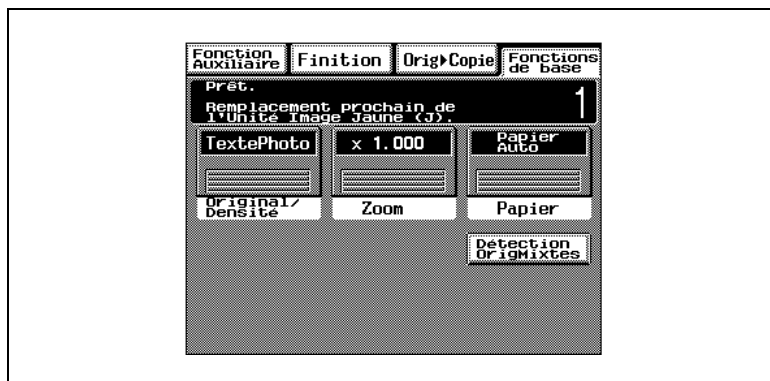 Fonction
Auxiliaire
Finition
Orig▸Copie
Fonctions
de base
Prêt.
1
Remplacement prochain de
l'Unité Image Jaune (J).
TextePhoto
x 1.000
Papier
Auto
Original/
Densité
Zoom
Papier
Détection
OrigMixtes